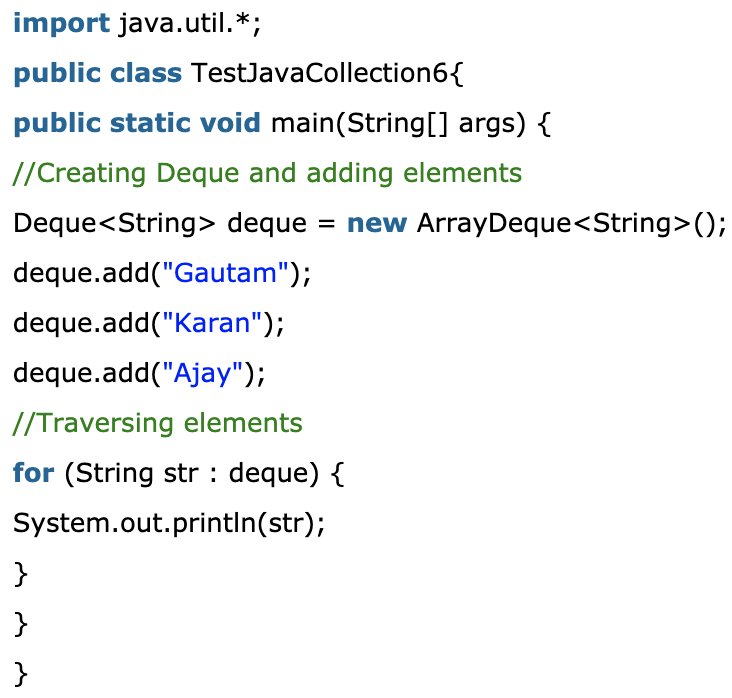 import java.util.*;
public class TestJavaCollection6{
public static void main(String[] args) {
//Creating Deque and adding elements
Deque<String> deque = new ArrayDeque<String>();
deque.add("Gautam");
deque.add("Karan");
deque.add("Ajay");
//Traversing elements
for (String str : deque) {
System.out.println(str);
}
}
}